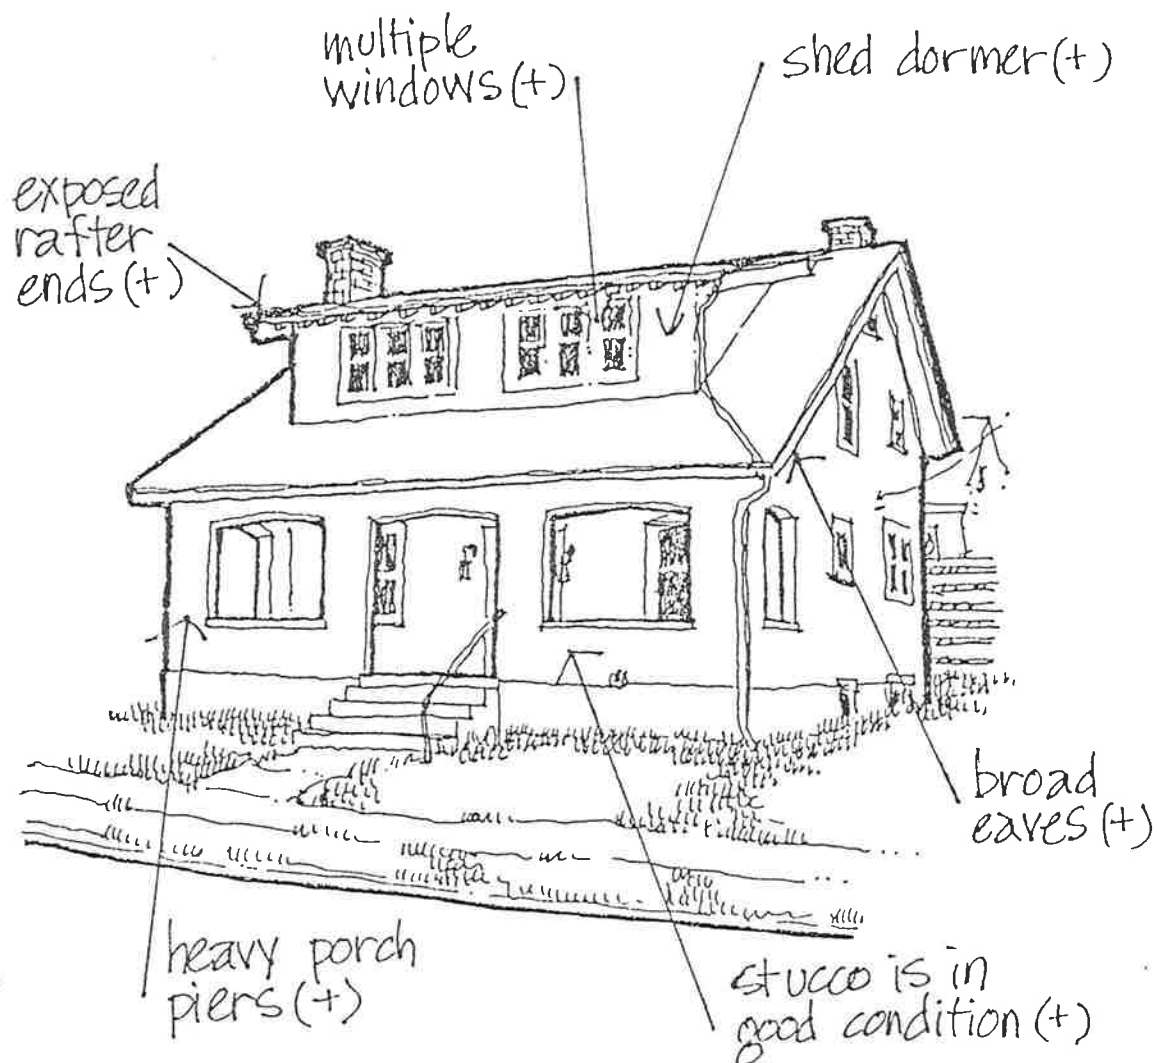 multiple
windows (+)
shed dormer (+)
exposed
rafter
ends (+)
broad
eaves (+)
heavy porch
piers (+)
stucco is in
good condition (+)